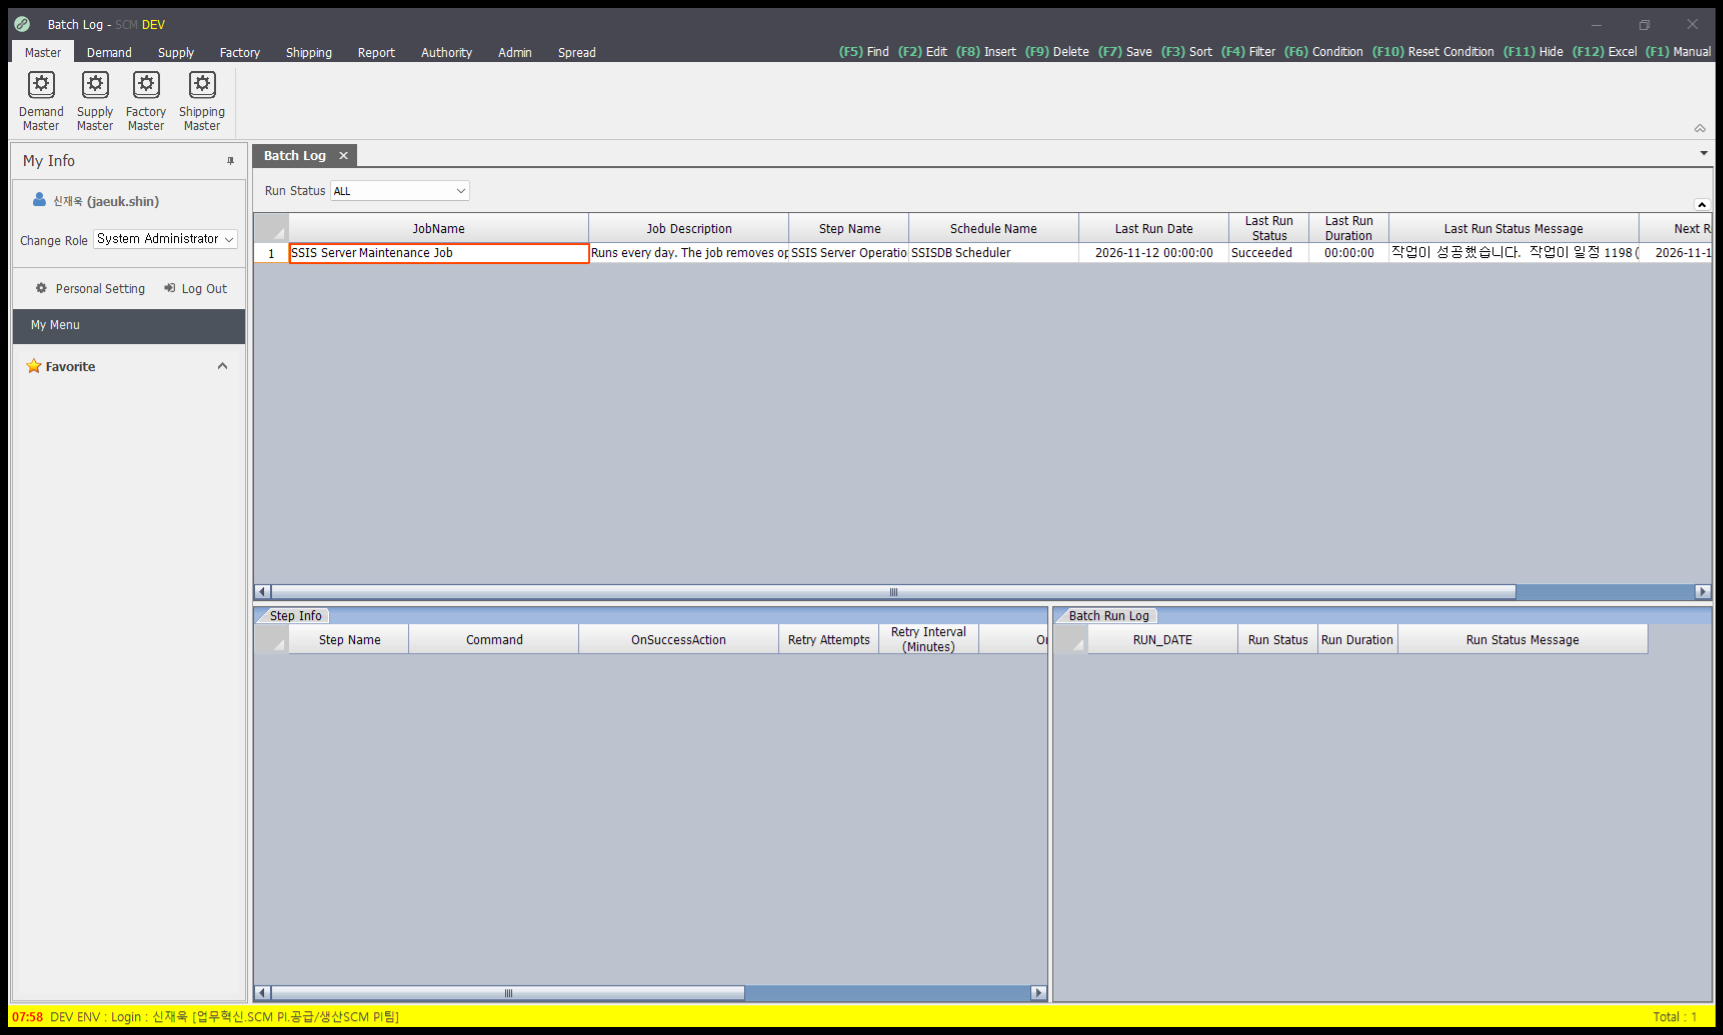 Batch Log - SCM DEV
Master Demand Supply Factory Shipping Report Authority Admin Spread
(F5) Find (F2) Edit (F8) Insert (F9) Delete (F7) Save (F3) Sort (F4) Filter (F6) Condition (F10) Reset Condition (F11) Hide (F12) Excel (F1) Manual
Demand Master
Supply Master
Factory Master
Shipping Master
My Info
신재욱 (jaeuk.shin)
Change Role System Administrator
Personal Setting Log Out
My Menu
Favorite
Batch Log
Run Status ALL
JobName Job Description Step Name Schedule Name Last Run Date Last Run Status Last Run Duration Last Run Status Message Next R
1 SSIS Server Maintenance Job Runs every day. The job removes op SSIS Server Operatio SSISDB Scheduler 2026-11-12 00:00:00 Succeeded 00:00:00 작업이 성공했습니다. 작업이 일정 1198 ( 2026-11-1
Step Info
Step Name Command OnSuccessAction Retry Attempts Retry Interval (Minutes) On
Batch Run Log
RUN_DATE Run Status Run Duration Run Status Message
07:58 DEV ENV : Login : 신재욱 [업무혁신.SCM PI.공급/생산SCM PI팀]
Total : 1